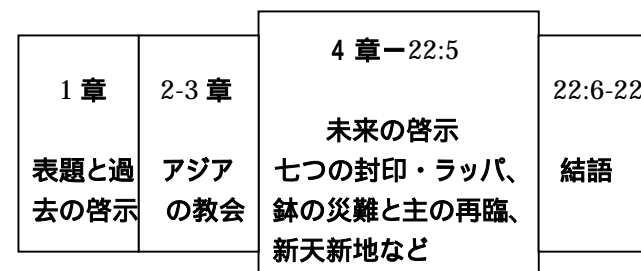 1 章
表題と過
去の啓示
2-3 章
アジア
の教会
4 章ー22:5
未来の啓示
七つの封印・ラッパ、
鉢の災難と主の再臨、
新天新地など
22:6-22
結語